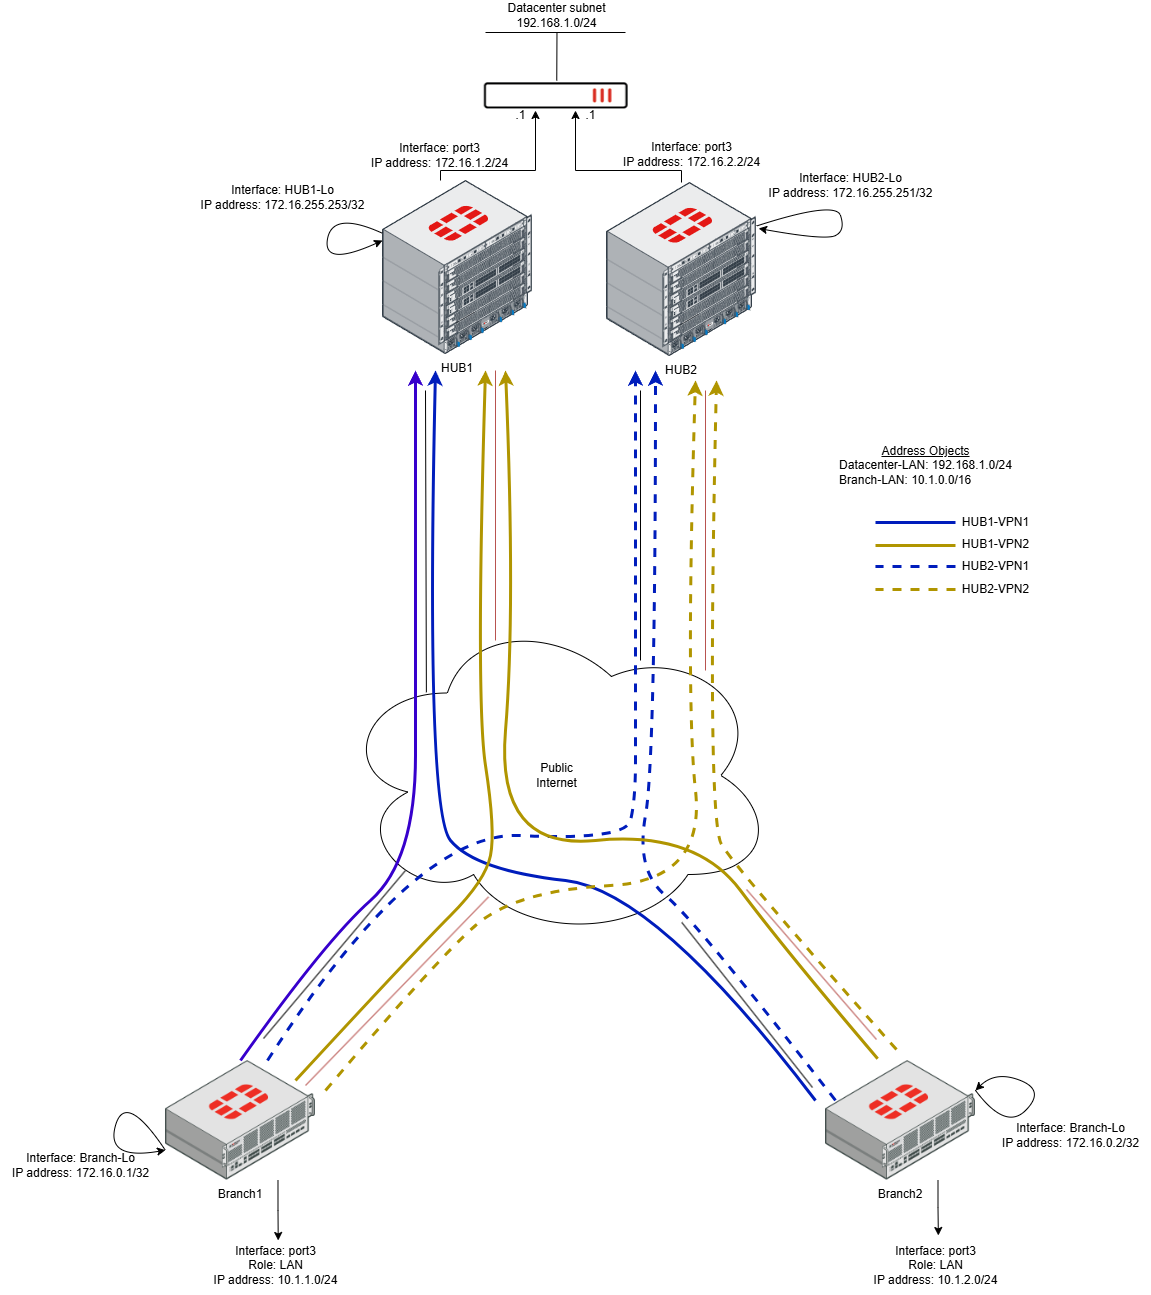 Datacenter subnet
192.168.1.0/24
.1
.1
Interface: port3
IP address: 172.16.1.2/24
Interface: port3
IP address: 172.16.2.2/24
Interface: HUB1-Lo
IP address: 172.16.255.253/32
Interface: HUB2-Lo
IP address: 172.16.255.251/32
HUB1
HUB2
Address Objects
Datacenter-LAN: 192.168.1.0/24
Branch-LAN: 10.1.0.0/16
HUB1-VPN1
HUB1-VPN2
HUB2-VPN1
HUB2-VPN2
Public
Internet
Interface: Branch-Lo
IP address: 172.16.0.1/32
Interface: Branch-Lo
IP address: 172.16.0.2/32
Branch1
Branch2
Interface: port3
Role: LAN
IP address: 10.1.1.0/24
Interface: port3
Role: LAN
IP address: 10.1.2.0/24